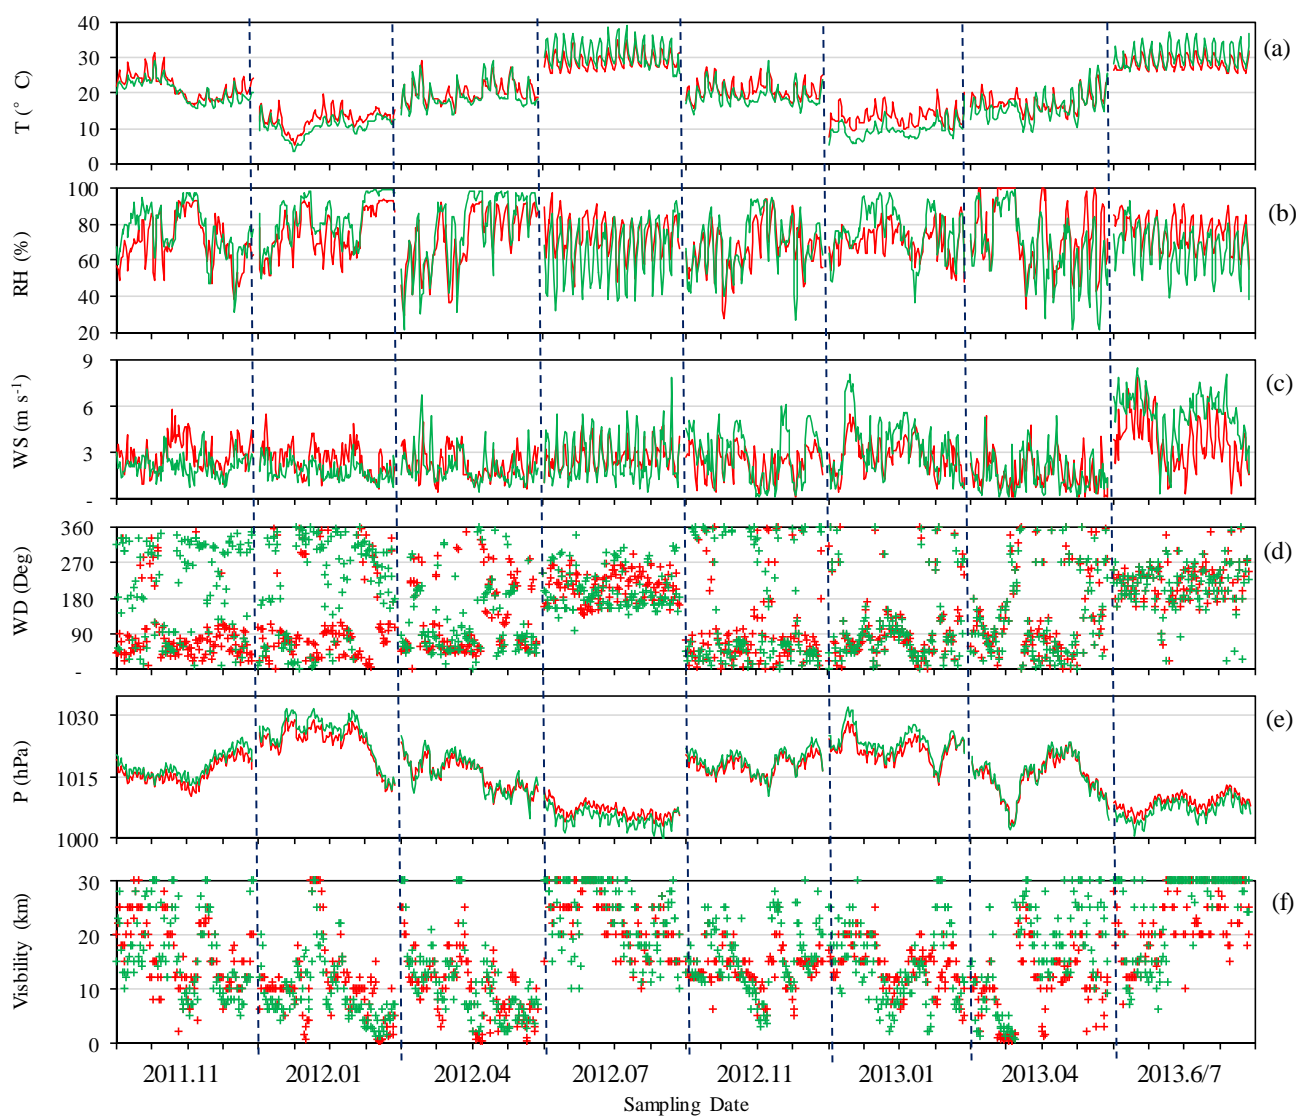 40
30
20
10
0
T (° C)
(a)
100
80
60
40
20
RH (%)
(b)
9
6
3
-
WS (m s-1)
(c)
360
270
180
90
-
WD (Deg)
(d)
1030
1015
1000
P (hPa)
(e)
30
20
10
0
Visibility (km)
(f)
2011.11 2012.01 2012.04 2012.07 2012.11 2013.01 2013.04 2013.6/7
Sampling Date